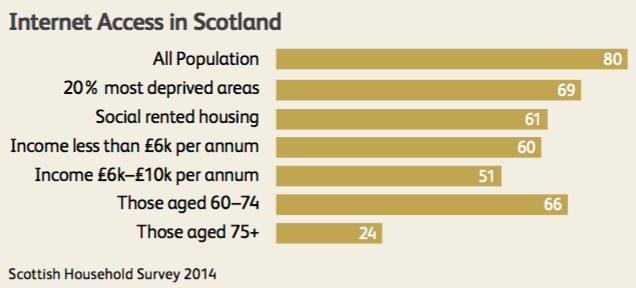 Internet Access in Scotland
All Population 80
20% most deprived areas 69
Social rented housing 61
Income less than £6k per annum 60
Income £6k–£10k per annum 51
Those aged 60–74 66
Those aged 75+ 24
Scottish Household Survey 2014